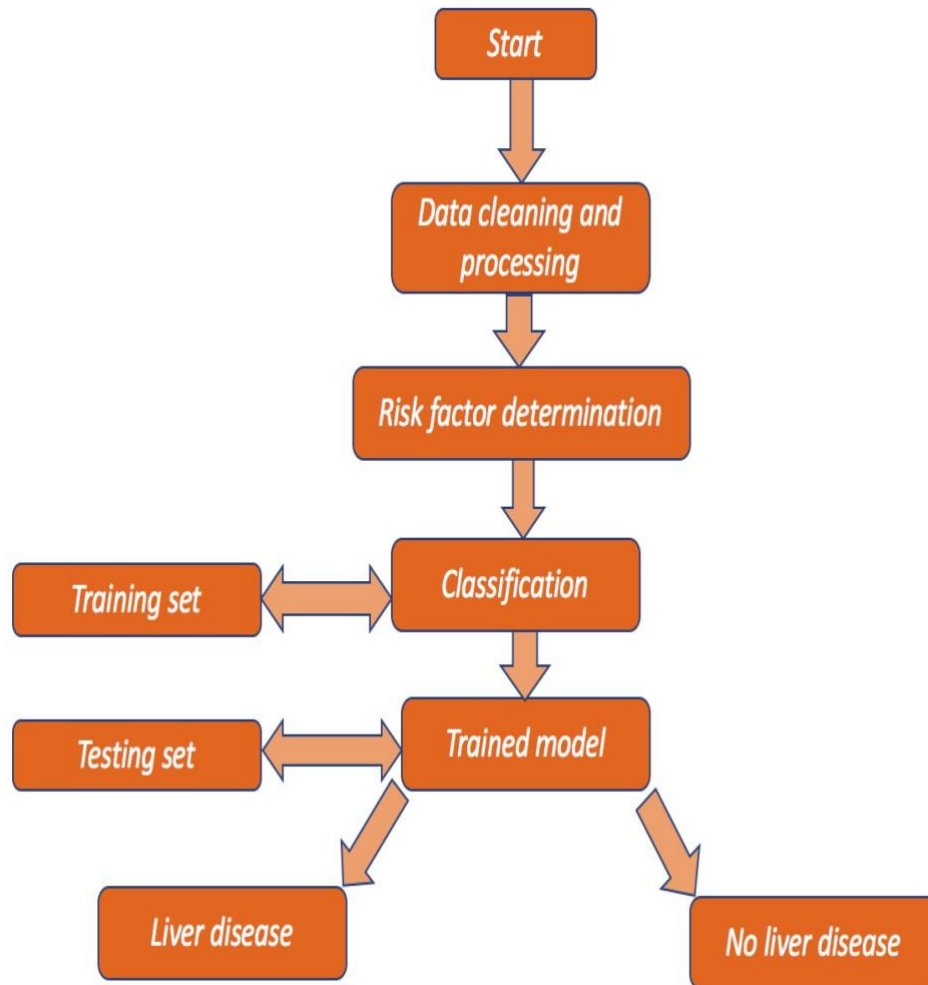 Start
Data cleaning and
processing
Risk factor determination
Classification
Training set
Trained model
Testing set
Liver disease
No liver disease